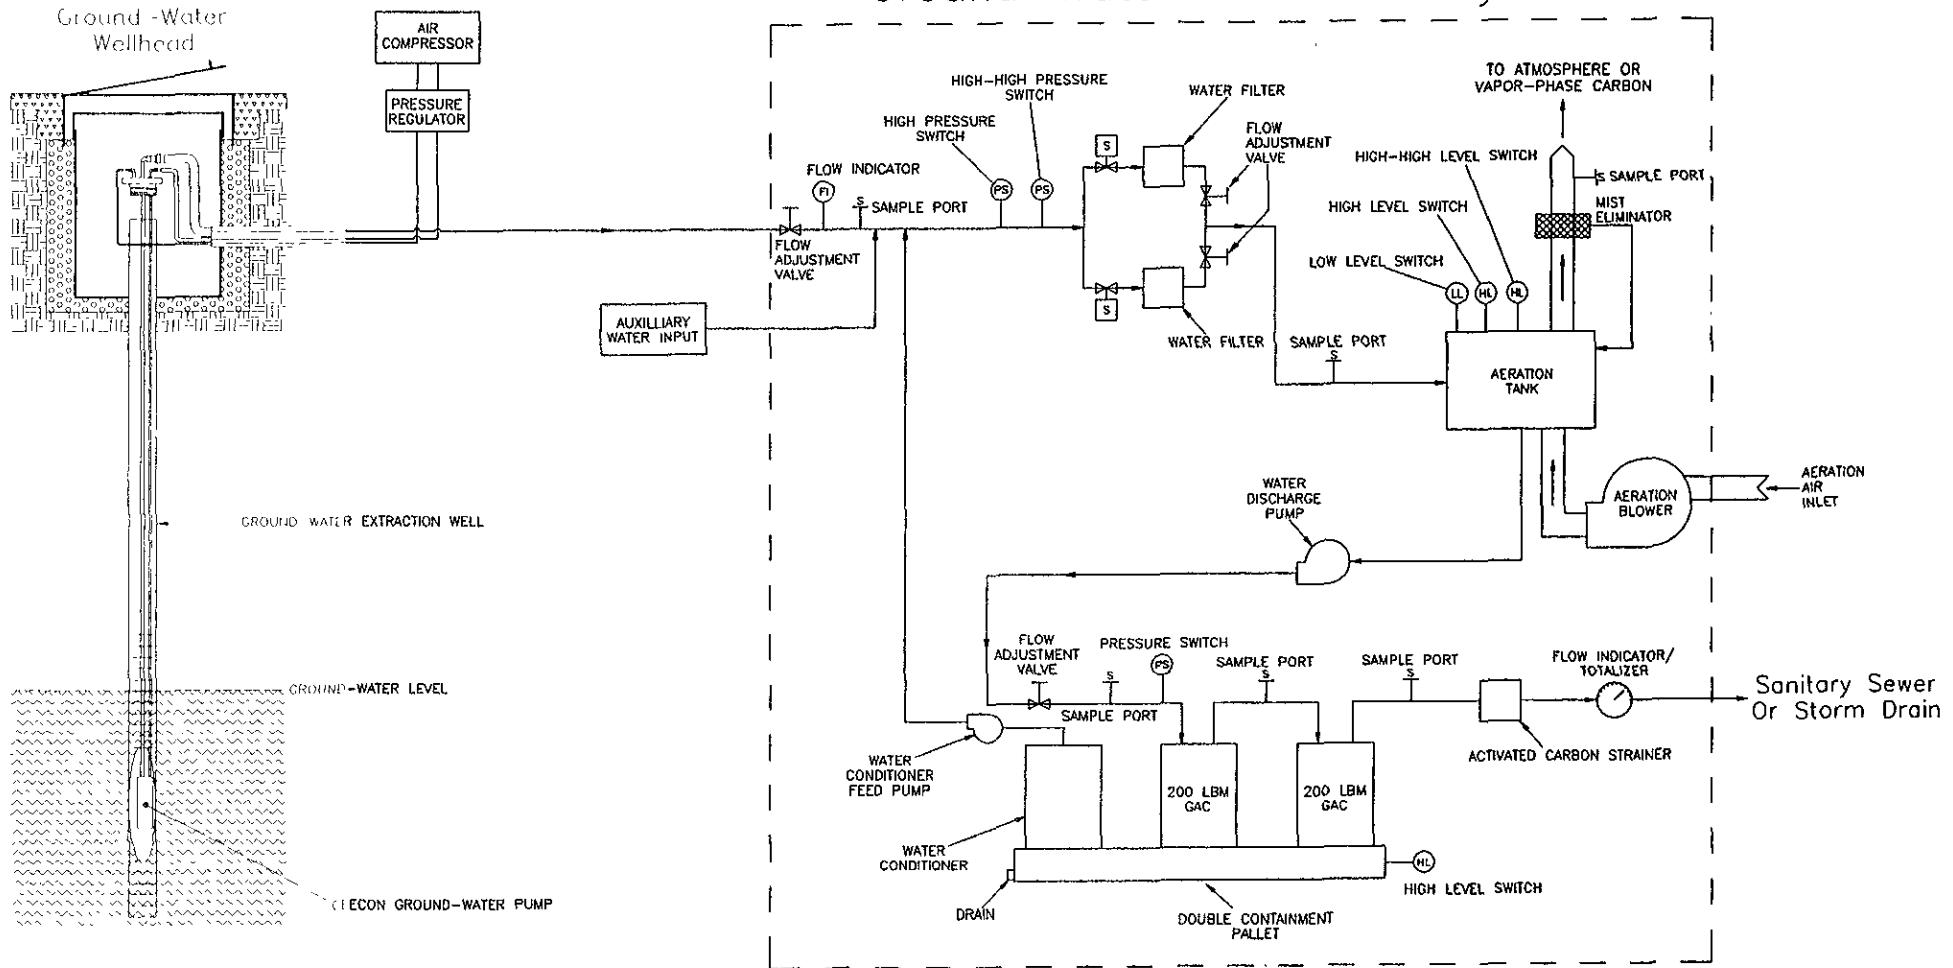 Ground-Water
Wellhead
AIR
COMPRESSOR
PRESSURE
REGULATOR
HIGH-HIGH PRESSURE
SWITCH
HIGH PRESSURE
SWITCH
WATER FILTER
FLOW
ADJUSTMENT
VALVE
FLOW INDICATOR
FI
S
SAMPLE PORT
PS
PS
S
S
FLOW
ADJUSTMENT
VALVE
AUXILLIARY
WATER INPUT
WATER FILTER
SAMPLE PORT
S
TO ATMOSPHERE OR
VAPOR-PHASE CARBON
HIGH-HIGH LEVEL SWITCH
S SAMPLE PORT
HIGH LEVEL SWITCH
MIST
ELIMINATOR
LOW LEVEL SWITCH
LL
HL
HL
AERATION
TANK
AERATION
BLOWER
AERATION
AIR
INLET
WATER
DISCHARGE
PUMP
GROUND WATER EXTRACTION WELL
GROUND-WATER LEVEL
ECON GROUND-WATER PUMP
FLOW
ADJUSTMENT
VALVE
PRESSURE SWITCH
PS
S
SAMPLE PORT
SAMPLE PORT
S
SAMPLE PORT
S
FLOW INDICATOR/
TOTALIZER
Sanitary Sewer
Or Storm Drain
ACTIVATED CARBON STRAINER
WATER
CONDITIONER
FEED PUMP
200 LBM
GAC
200 LBM
GAC
WATER
CONDITIONER
HL
HIGH LEVEL SWITCH
DRAIN
DOUBLE CONTAINMENT
PALLET